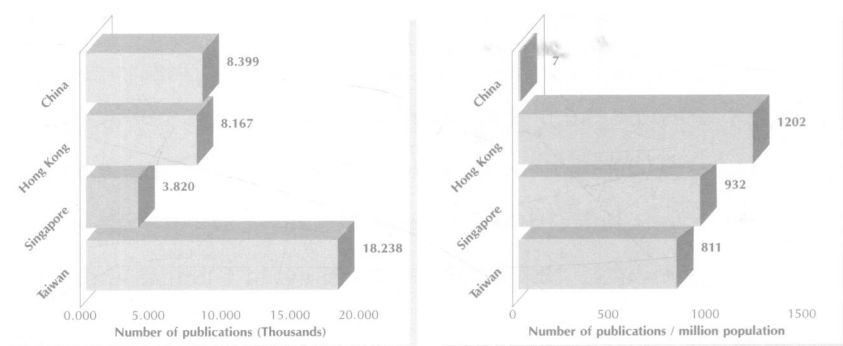 China
8.399
Hong Kong
8.167
Singapore
3.820
Taiwan
18.238
0.000 5.000 10.000 15.000 20.000
Number of publications (Thousands)
China
7
Hong Kong
1202
Singapore
932
Taiwan
811
0 500 1000 1500
Number of publications / million population